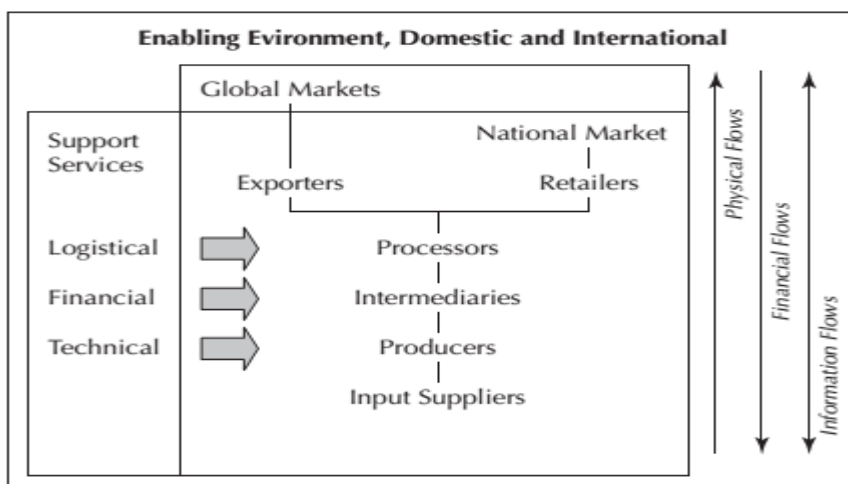 Enabling Evironment, Domestic and International
Global Markets
Support
Services
National Market
Exporters
Retailers
Logistical
Processors
Financial
Intermediaries
Technical
Producers
Input Suppliers
Physical Flows
Financial Flows
Information Flows